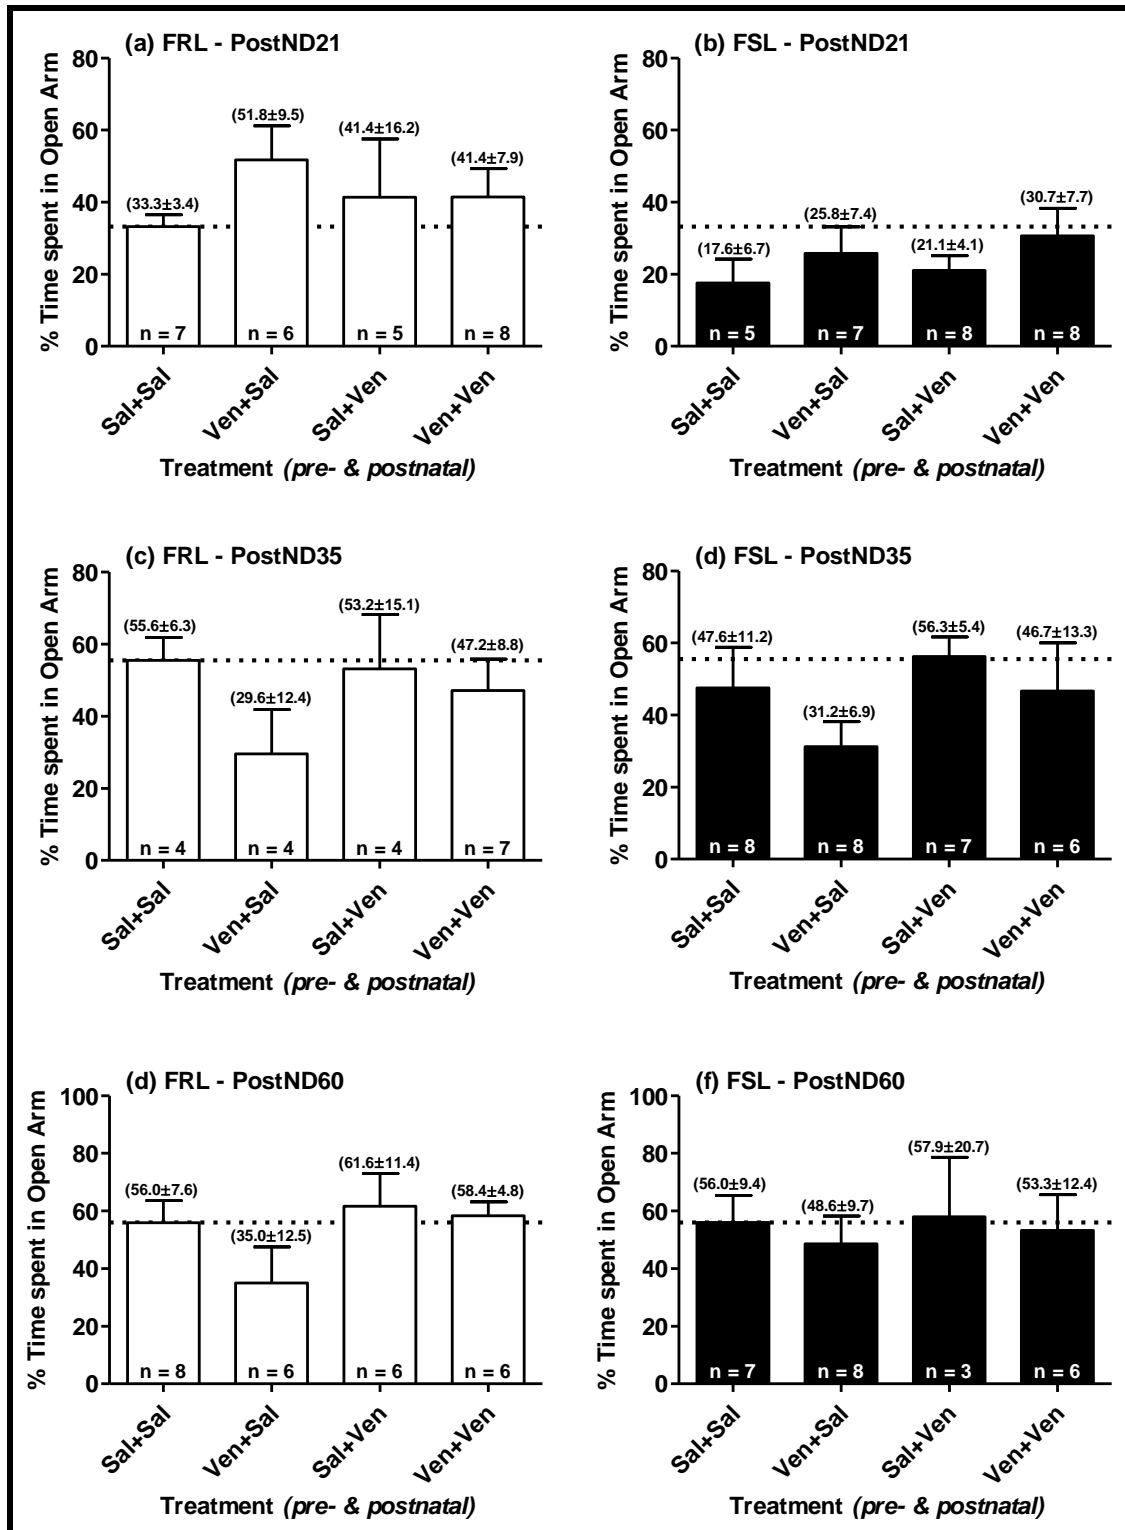 (a) FRL - PostND21
% Time spent in Open Arm
80
60
40
20
0
(33.3±3.4)
(51.8±9.5)
(41.4±16.2)
(41.4±7.9)
n = 7
n = 6
n = 5
n = 8
Sal+Sal
Ven+Sal
Sal+Ven
Ven+Ven
Treatment (pre- & postnatal)
(b) FSL - PostND21
% Time spent in Open Arm
80
60
40
20
0
(17.6±6.7)
(25.8±7.4)
(21.1±4.1)
(30.7±7.7)
n = 5
n = 7
n = 8
n = 8
Sal+Sal
Ven+Sal
Sal+Ven
Ven+Ven
Treatment (pre- & postnatal)
(c) FRL - PostND35
% Time spent in Open Arm
80
60
40
20
0
(55.6±6.3)
(29.6±12.4)
(53.2±15.1)
(47.2±8.8)
n = 4
n = 4
n = 4
n = 7
Sal+Sal
Ven+Sal
Sal+Ven
Ven+Ven
Treatment (pre- & postnatal)
(d) FSL - PostND35
% Time spent in Open Arm
80
60
40
20
0
(47.6±11.2)
(31.2±6.9)
(56.3±5.4)
(46.7±13.3)
n = 8
n = 8
n = 7
n = 6
Sal+Sal
Ven+Sal
Sal+Ven
Ven+Ven
Treatment (pre- & postnatal)
(d) FRL - PostND60
% Time spent in Open Arm
100
80
60
40
20
0
(56.0±7.6)
(35.0±12.5)
(61.6±11.4)
(58.4±4.8)
n = 8
n = 6
n = 6
n = 6
Sal+Sal
Ven+Sal
Sal+Ven
Ven+Ven
Treatment (pre- & postnatal)
(f) FSL - PostND60
% Time spent in Open Arm
100
80
60
40
20
0
(56.0±9.4)
(48.6±9.7)
(57.9±20.7)
(53.3±12.4)
n = 7
n = 8
n = 3
n = 6
Sal+Sal
Ven+Sal
Sal+Ven
Ven+Ven
Treatment (pre- & postnatal)